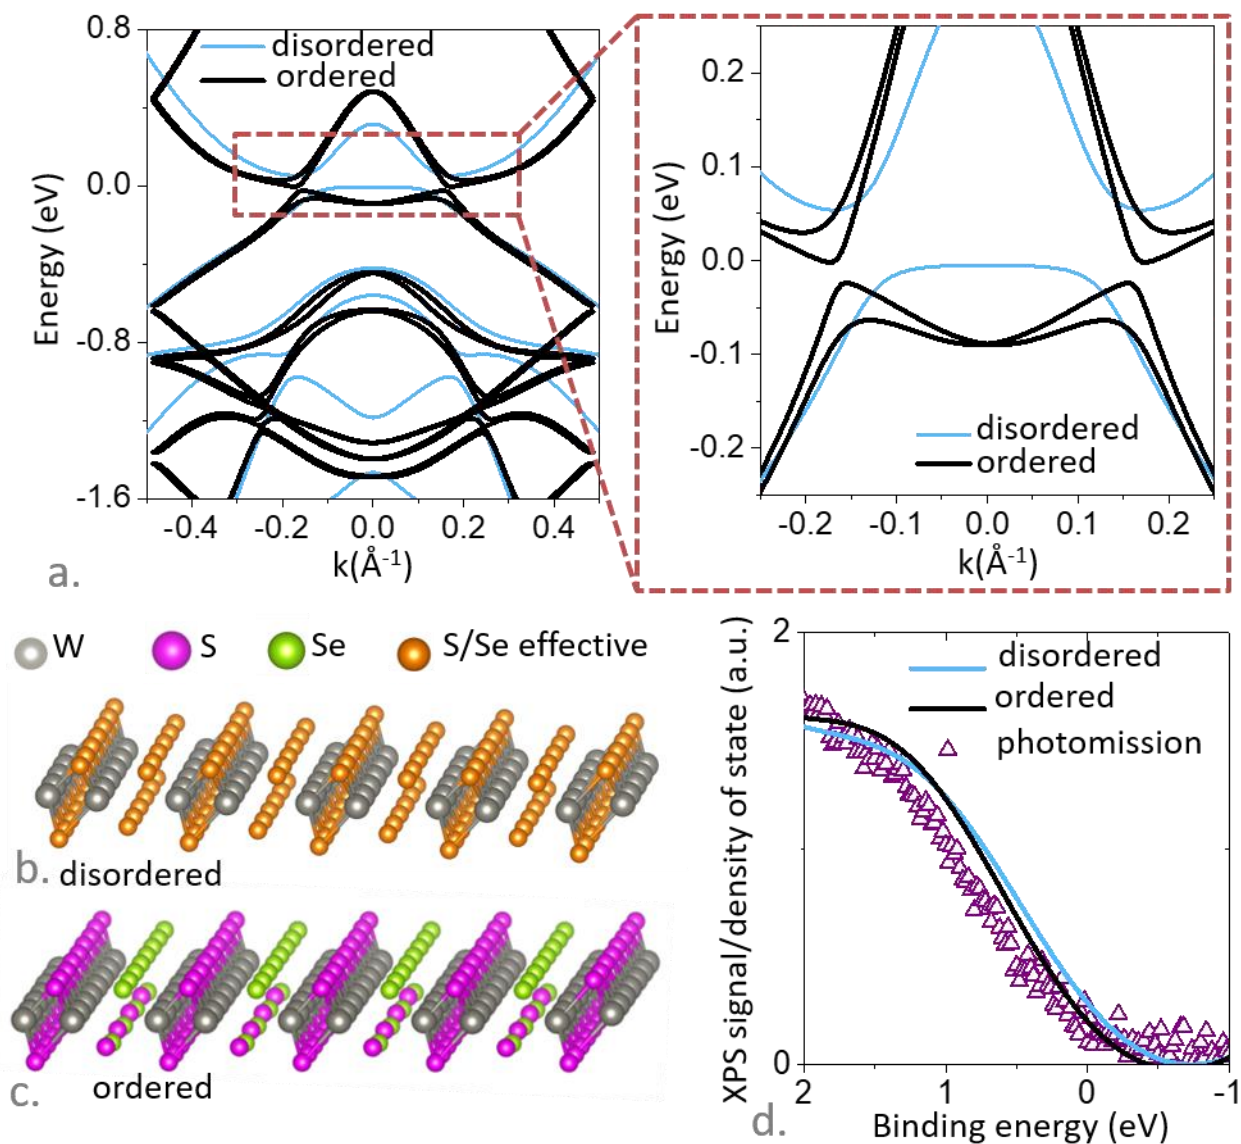 0.8
0.0
-0.8
-1.6
Energy (eV)
disordered
ordered
-0.4 -0.2 0.0 0.2 0.4
k(Å⁻¹)
a.
0.2
0.1
0.0
-0.1
-0.2
Energy (eV)
disordered
ordered
-0.2 -0.1 0.0 0.1 0.2
k(Å⁻¹)
W S Se S/Se effective
b. disordered
c. ordered
XPS signal/density of state (a.u.)
2
0
disordered
ordered
photomission
2 1 0 -1
Binding energy (eV)
d.